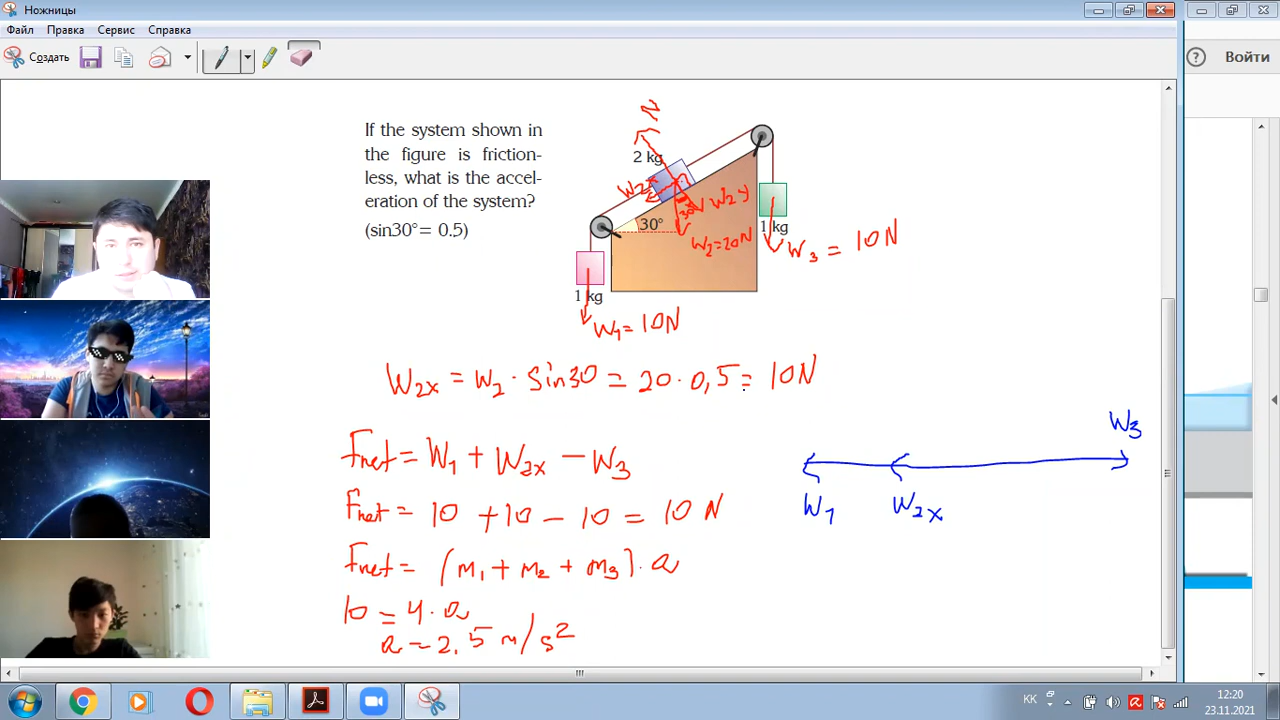 Ножницы
Файл Правка Сервис Справка
Создать
Войти
If the system shown in
the figure is friction-
less, what is the accel-
eration of the system?
(sin30°= 0.5)
N
2 kg
W2x
30° W2y
30°
W2=20N
1 kg
W3 = 10N
1 kg
W1= 10N
W2x = W2 · Sin30 = 20 · 0,5 = 10N
Fnet = W1 + W2x - W3
Fnet = 10 + 10 - 10 = 10 N
Fnet = (m1 + m2 + m3) · a
10 = 4 · a
a = 2,5 m/s²
W3
W1 W2x
KK
12:20
23.11.2021